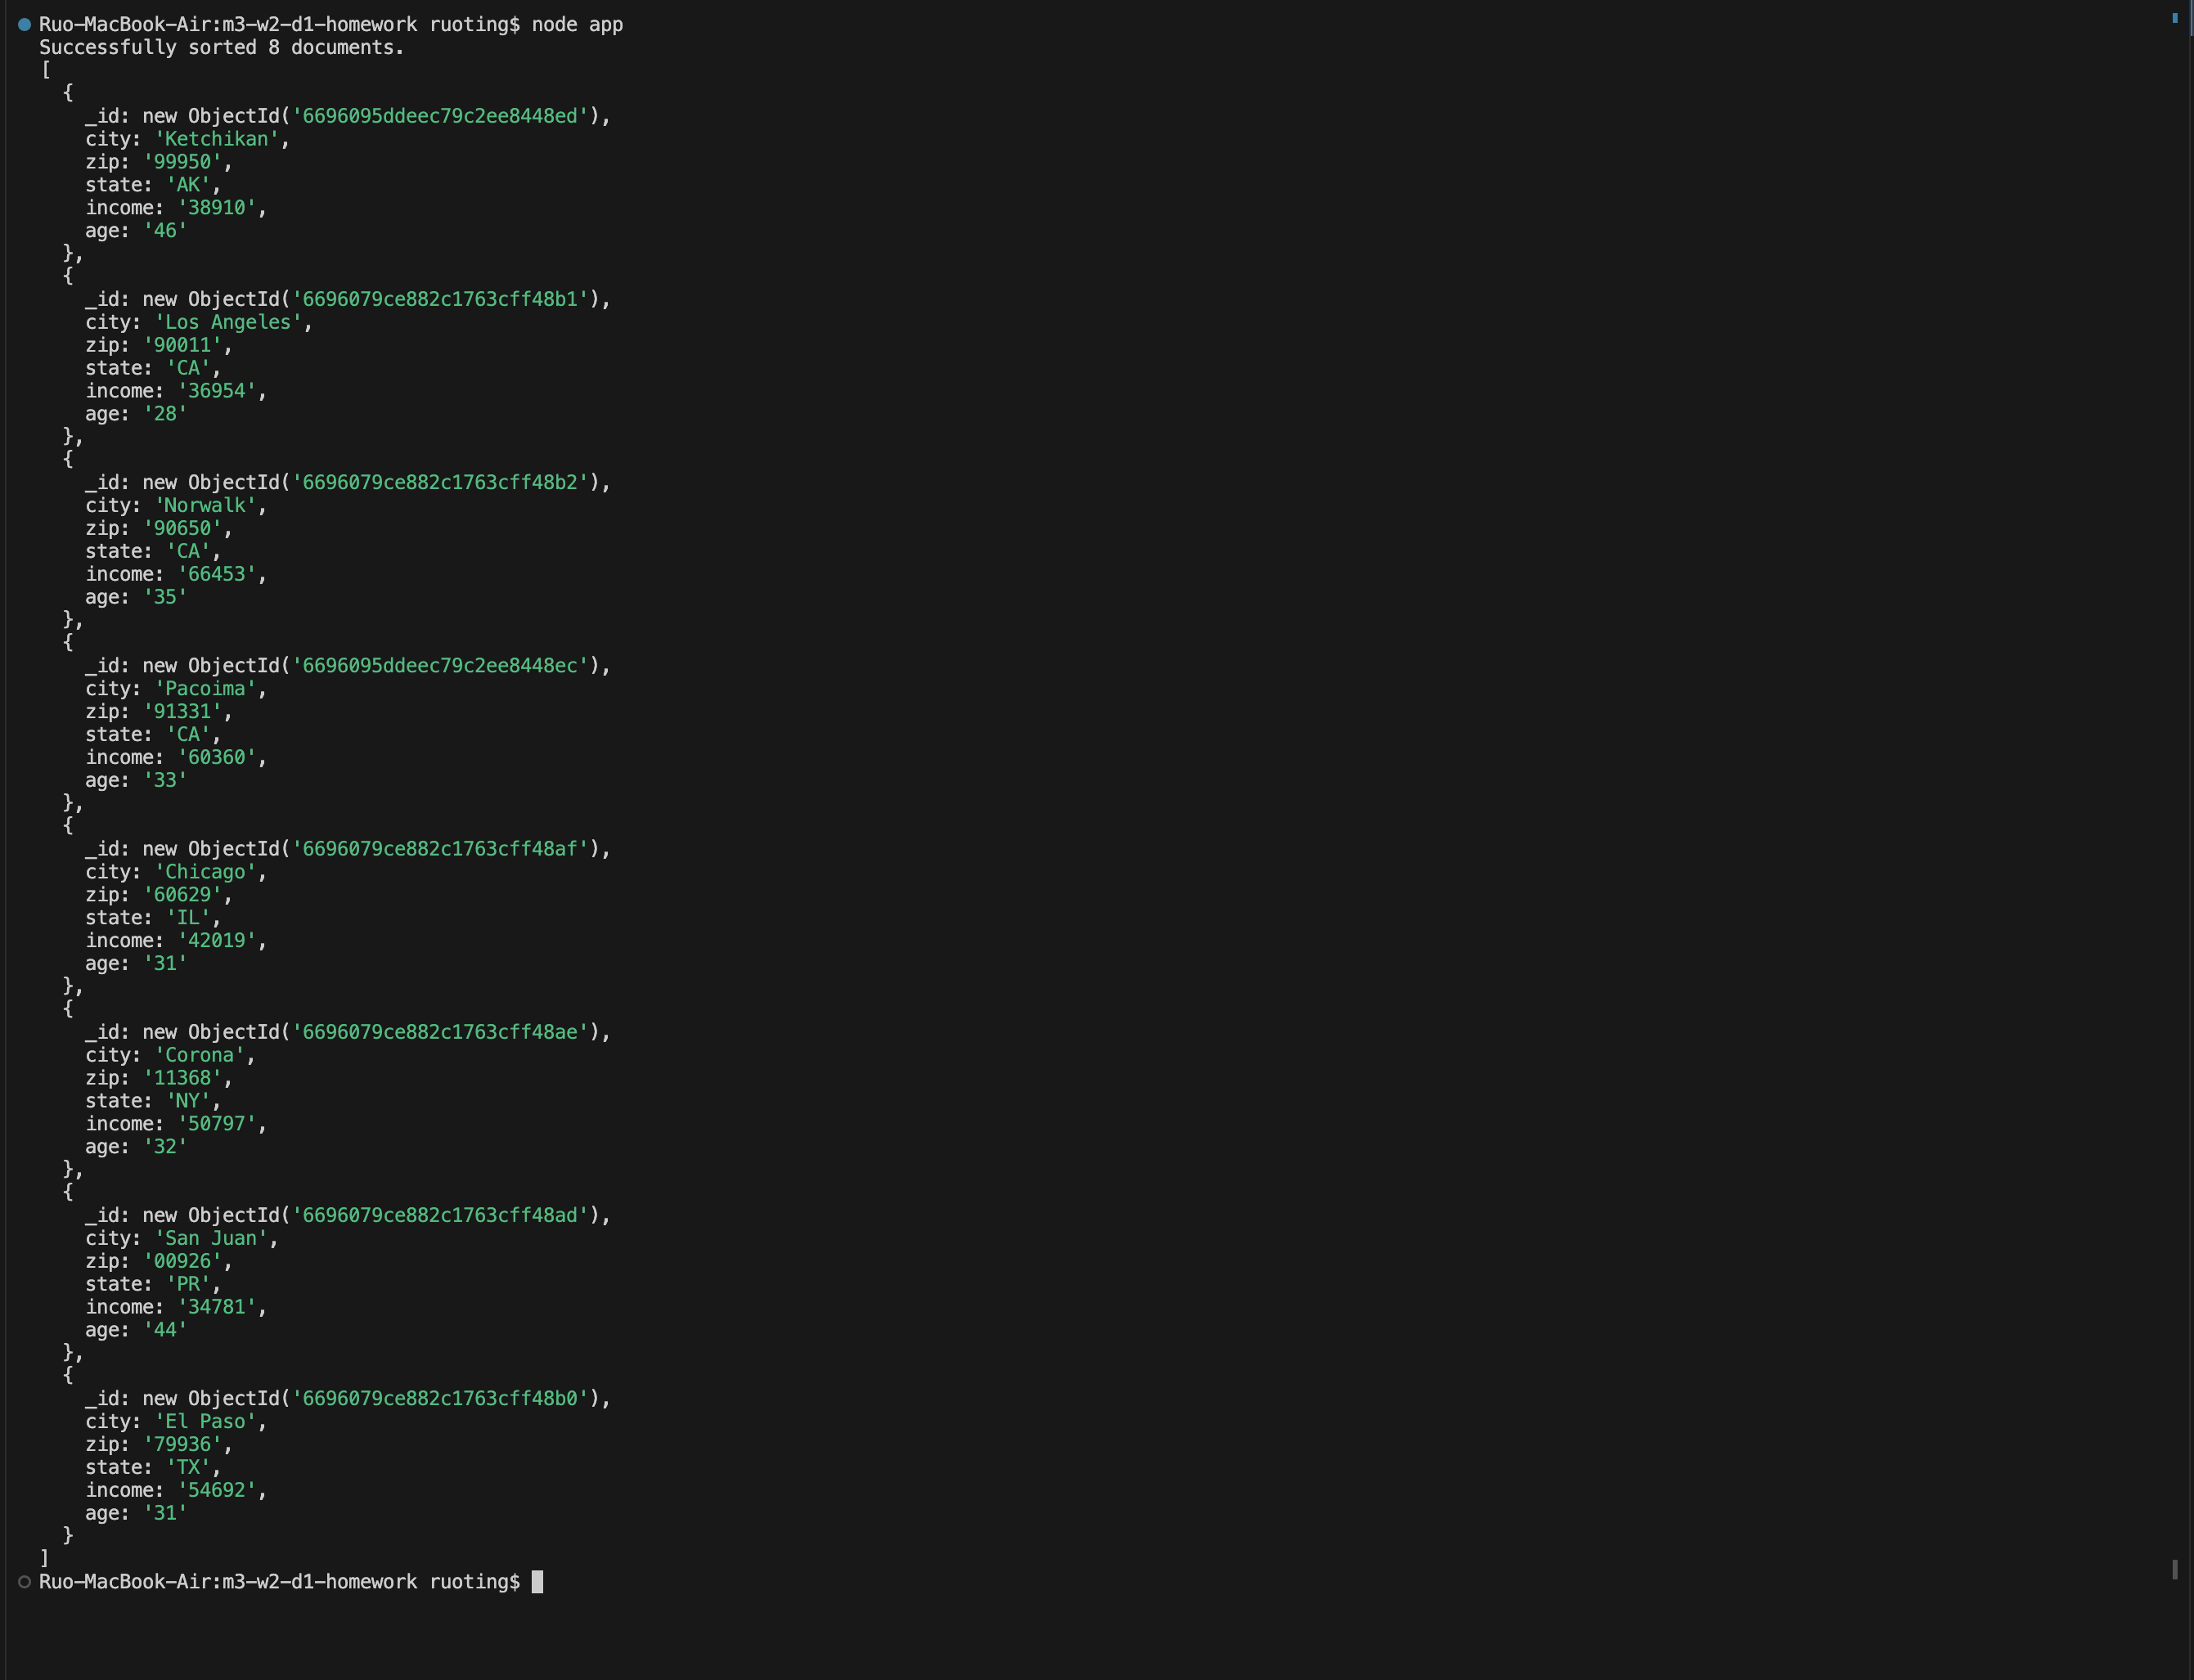 Ruo-MacBook-Air:m3-w2-d1-homework ruoting$ node app
Successfully sorted 8 documents.
[
  {
    _id: new ObjectId('6696095ddeec79c2ee8448ed'),
    city: 'Ketchikan',
    zip: '99950',
    state: 'AK',
    income: '38910',
    age: '46'
  },
  {
    _id: new ObjectId('6696079ce882c1763cff48b1'),
    city: 'Los Angeles',
    zip: '90011',
    state: 'CA',
    income: '36954',
    age: '28'
  },
  {
    _id: new ObjectId('6696079ce882c1763cff48b2'),
    city: 'Norwalk',
    zip: '90650',
    state: 'CA',
    income: '66453',
    age: '35'
  },
  {
    _id: new ObjectId('6696095ddeec79c2ee8448ec'),
    city: 'Pacoima',
    zip: '91331',
    state: 'CA',
    income: '60360',
    age: '33'
  },
  {
    _id: new ObjectId('6696079ce882c1763cff48af'),
    city: 'Chicago',
    zip: '60629',
    state: 'IL',
    income: '42019',
    age: '31'
  },
  {
    _id: new ObjectId('6696079ce882c1763cff48ae'),
    city: 'Corona',
    zip: '11368',
    state: 'NY',
    income: '50797',
    age: '32'
  },
  {
    _id: new ObjectId('6696079ce882c1763cff48ad'),
    city: 'San Juan',
    zip: '00926',
    state: 'PR',
    income: '34781',
    age: '44'
  },
  {
    _id: new ObjectId('6696079ce882c1763cff48b0'),
    city: 'El Paso',
    zip: '79936',
    state: 'TX',
    income: '54692',
    age: '31'
  }
]
Ruo-MacBook-Air:m3-w2-d1-homework ruoting$